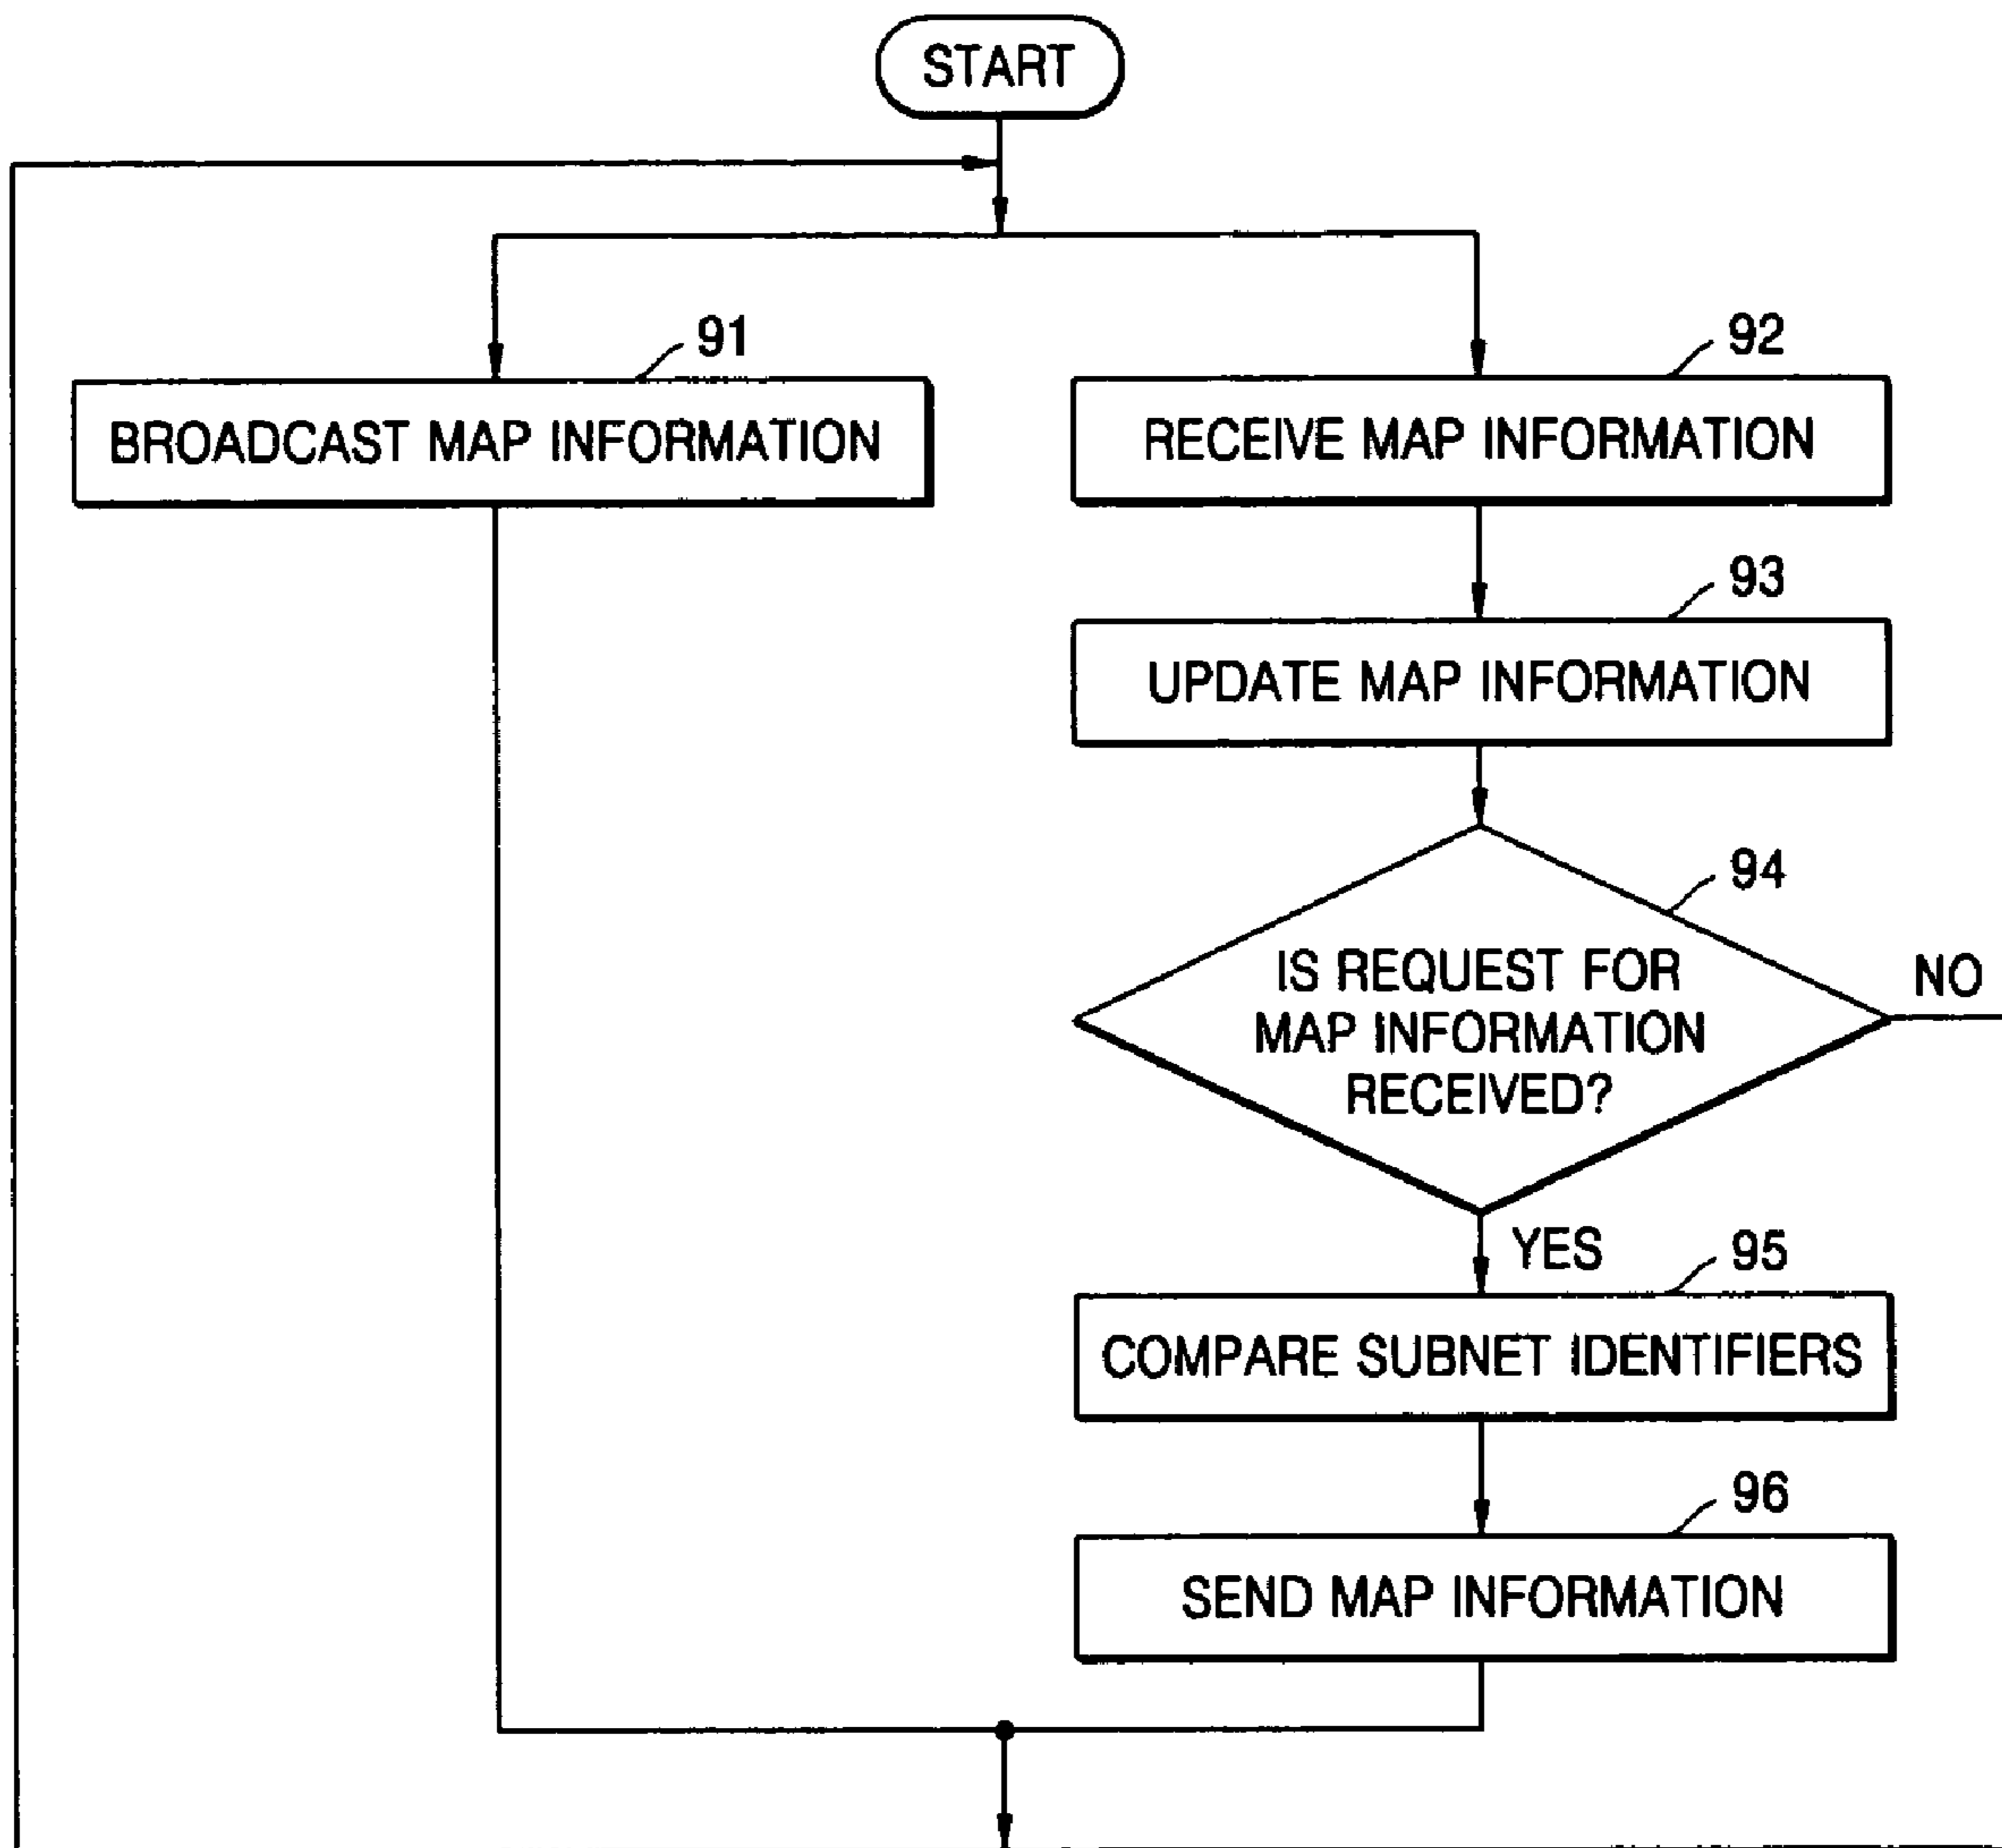 START
91
BROADCAST MAP INFORMATION
92
RECEIVE MAP INFORMATION
93
UPDATE MAP INFORMATION
94
IS REQUEST FOR
MAP INFORMATION
RECEIVED?
NO
YES
95
COMPARE SUBNET IDENTIFIERS
96
SEND MAP INFORMATION